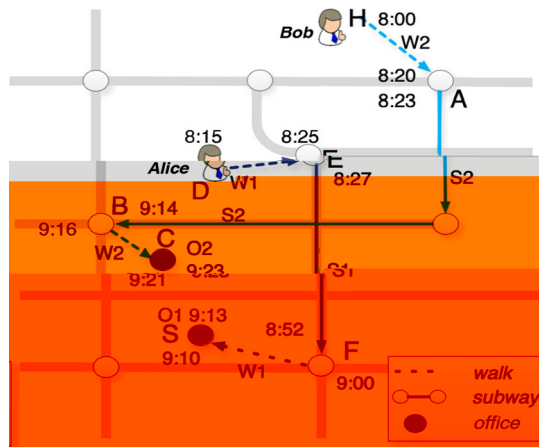 H 8:00
Bob
W2
8:20
A
8:23
8:15 8:25
Alice
E
D
W1
8:27
S2
B 9:14
S2
9:16
W2
C
O2
9:21 9:23
S1
O1 9:13
8:52
S
F
9:10
W1
9:00
walk
subway
office